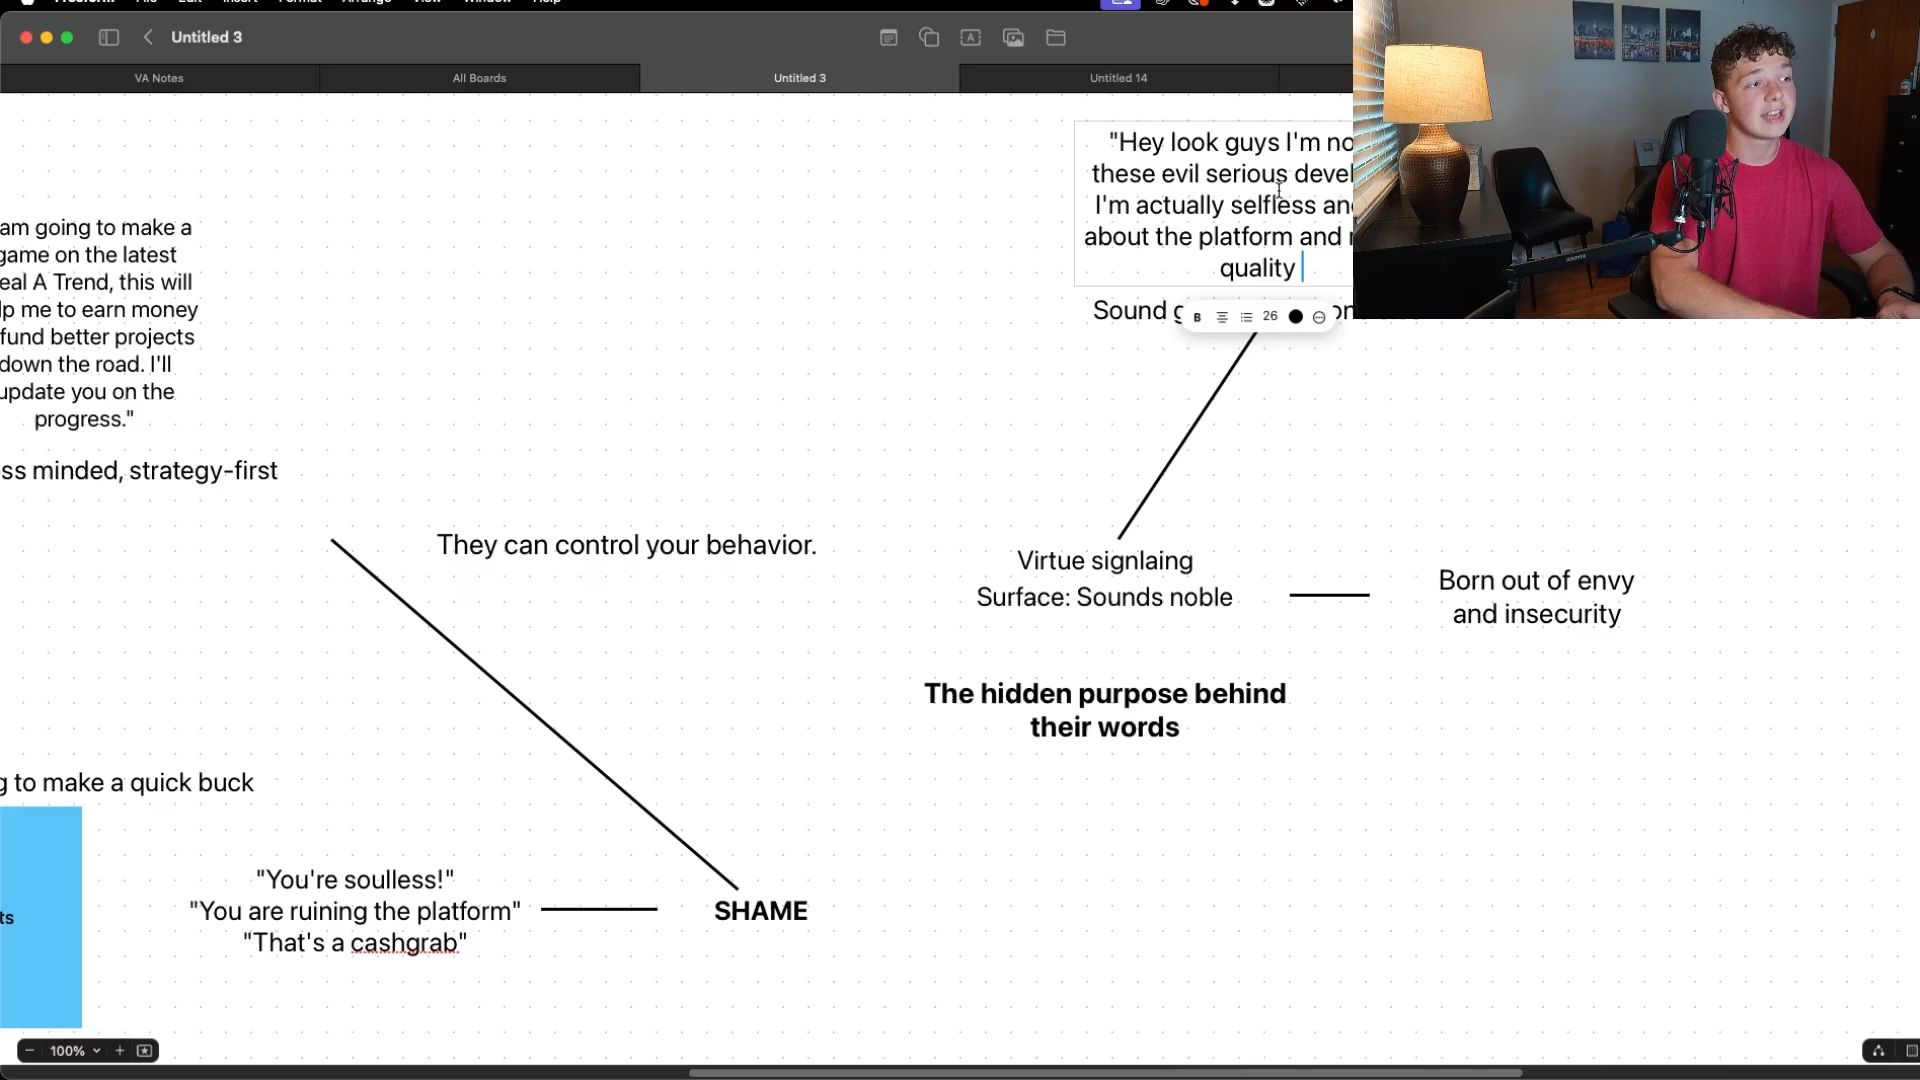 Untitled 3
VA Notes
All Boards
Untitled 3
Untitled 14
"Hey look guys I'm
these evil serious
I'm actually selfless
about the platform and
quality
Sound
26
am going to make a
game on the latest
eal A Trend, this will
lp me to earn money
fund better projects
down the road. I'll
update you on the
progress."
ss minded, strategy-first
They can control your behavior.
Virtue signlaing
Surface: Sounds noble
Born out of envy
and insecurity
The hidden purpose behind
their words
g to make a quick buck
ts
"You're soulless!"
"You are ruining the platform"
"That's a cashgrab"
SHAME
100%